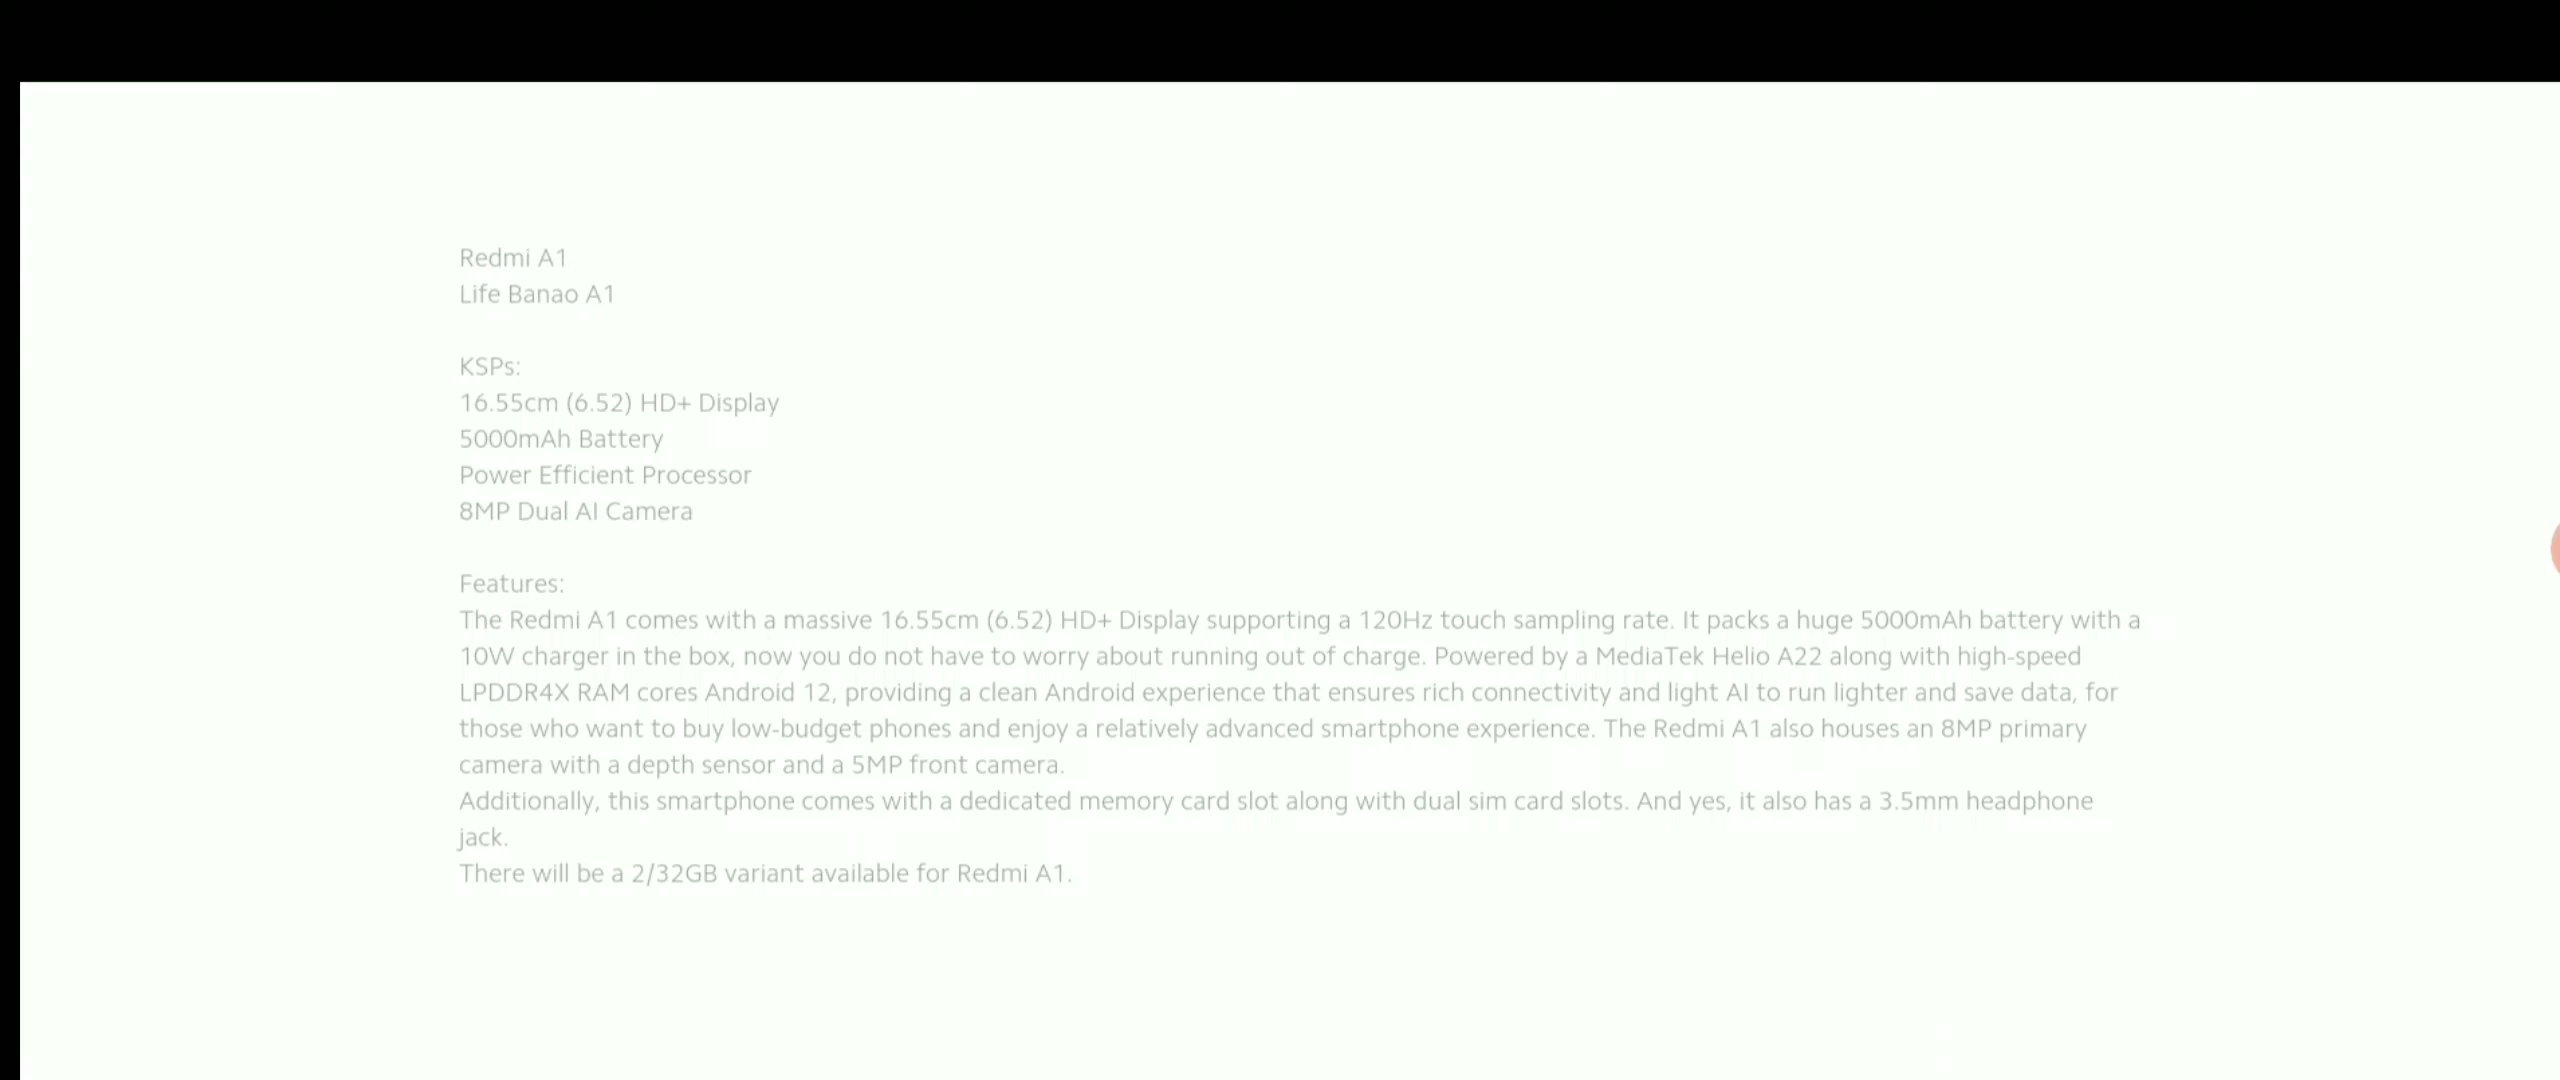 Redmi A1
Life Banao A1
KSPs:
16.55cm (6.52) HD+ Display
5000mAh Battery
Power Efficient Processor
8MP Dual AI Camera
Features:
The Redmi A1 comes with a massive 16.55cm (6.52) HD+ Display supporting a 120Hz touch sampling rate. It packs a huge 5000mAh battery with a
10W charger in the box, now you do not have to worry about running out of charge. Powered by a MediaTek Helio A22 along with high-speed
LPDDR4X RAM cores Android 12, providing a clean Android experience that ensures rich connectivity and light AI to run lighter and save data, for
those who want to buy low-budget phones and enjoy a relatively advanced smartphone experience. The Redmi A1 also houses an 8MP primary
camera with a depth sensor and a 5MP front camera.
Additionally, this smartphone comes with a dedicated memory card slot along with dual sim card slots. And yes, it also has a 3.5mm headphone
jack.
There will be a 2/32GB variant available for Redmi A1.